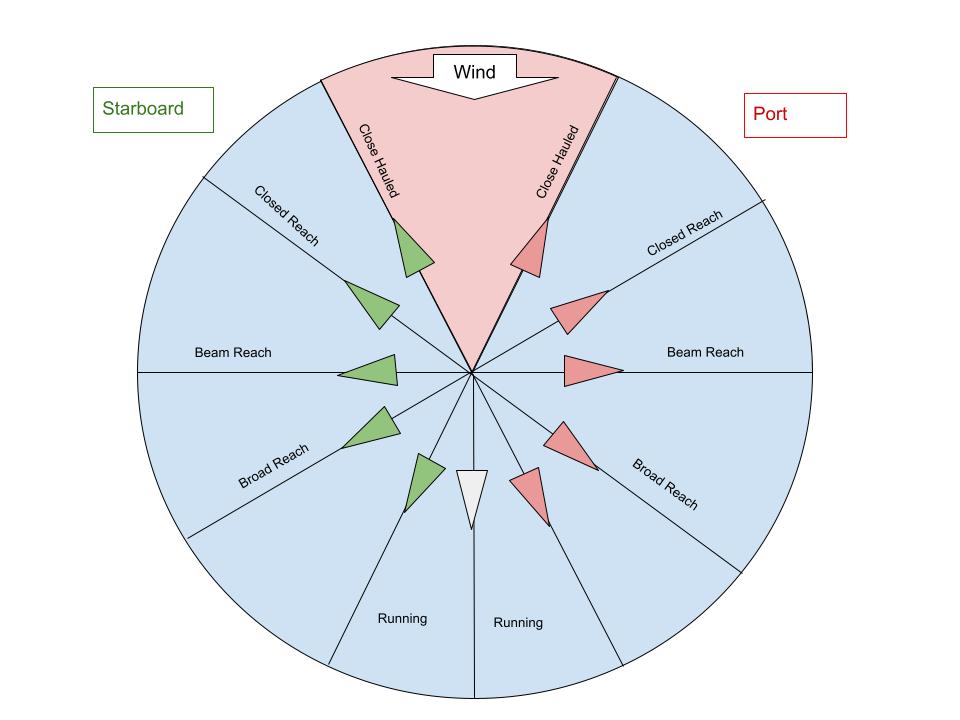 Wind
Starboard
Port
Close Hauled
Close Hauled
Closed Reach
Closed Reach
Beam Reach
Beam Reach
Broad Reach
Broad Reach
Running
Running